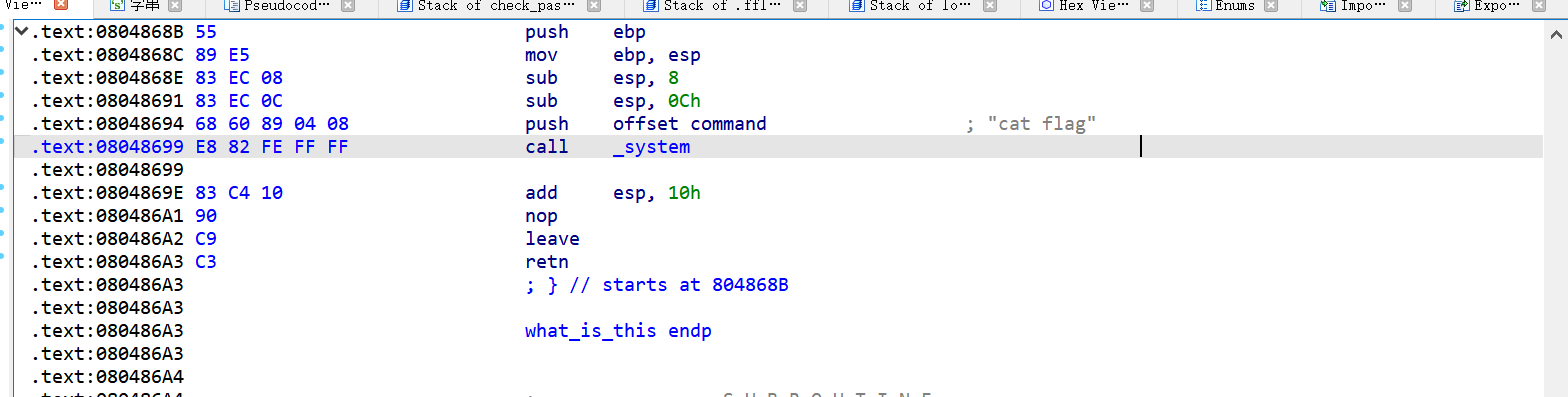 Vie… 字串 Pseudocod… Stack of check_pas… Stack of .ffl… Stack of lo… Hex Vie… Enums Impo… Expo…
.text:0804868B 55 push ebp
.text:0804868C 89 E5 mov ebp, esp
.text:0804868E 83 EC 08 sub esp, 8
.text:08048691 83 EC 0C sub esp, 0Ch
.text:08048694 68 60 89 04 08 push offset command ; "cat flag"
.text:08048699 E8 82 FE FF FF call _system
.text:08048699
.text:0804869E 83 C4 10 add esp, 10h
.text:080486A1 90 nop
.text:080486A2 C9 leave
.text:080486A3 C3 retn
.text:080486A3 ; } // starts at 804868B
.text:080486A3
.text:080486A3 what_is_this endp
.text:080486A3
.text:080486A4
.text:080486A4 ; S U B R O U T I N E